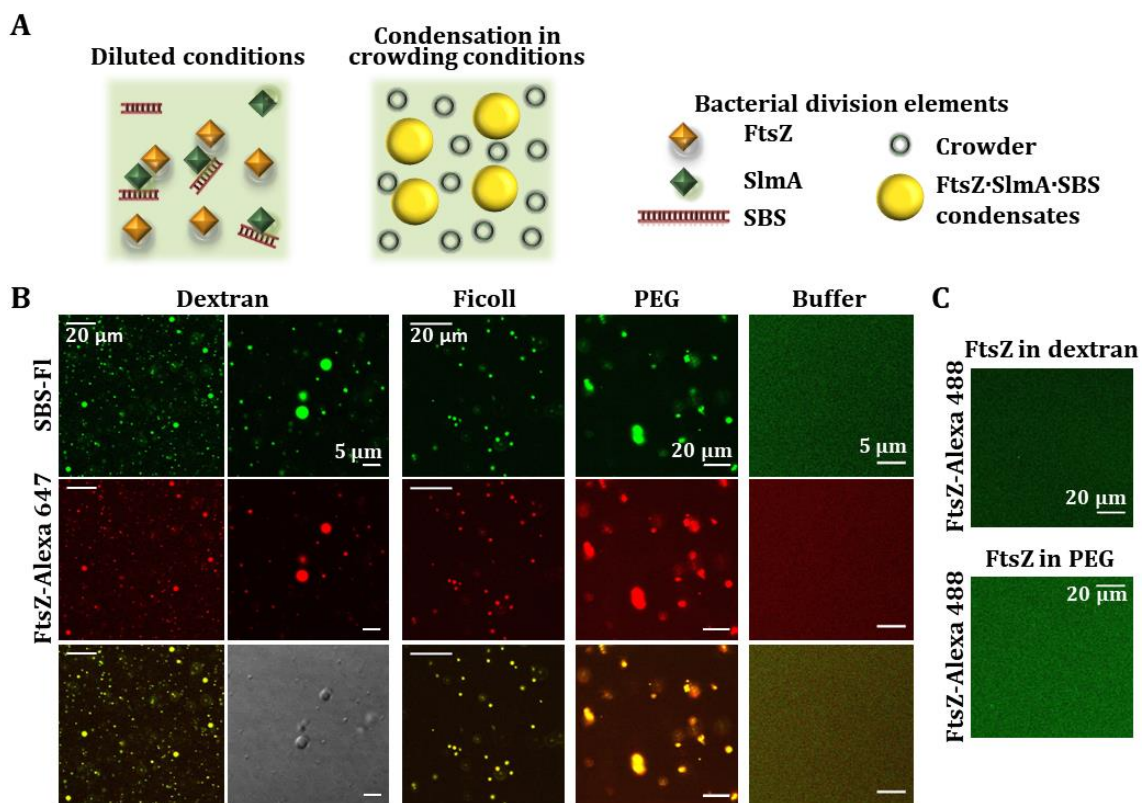 A
Diluted conditions
Condensation in
crowding conditions
Bacterial division elements
FtsZ
SlmA
SBS
Crowder
FtsZ·SlmA·SBS
condensates
B
Dextran
Ficoll
PEG
Buffer
SBS-Fl
20 µm
5 µm
20 µm
20 µm
5 µm
FtsZ-Alexa 647
C
FtsZ in dextran
FtsZ-Alexa 488
20 µm
FtsZ in PEG
FtsZ-Alexa 488
20 µm